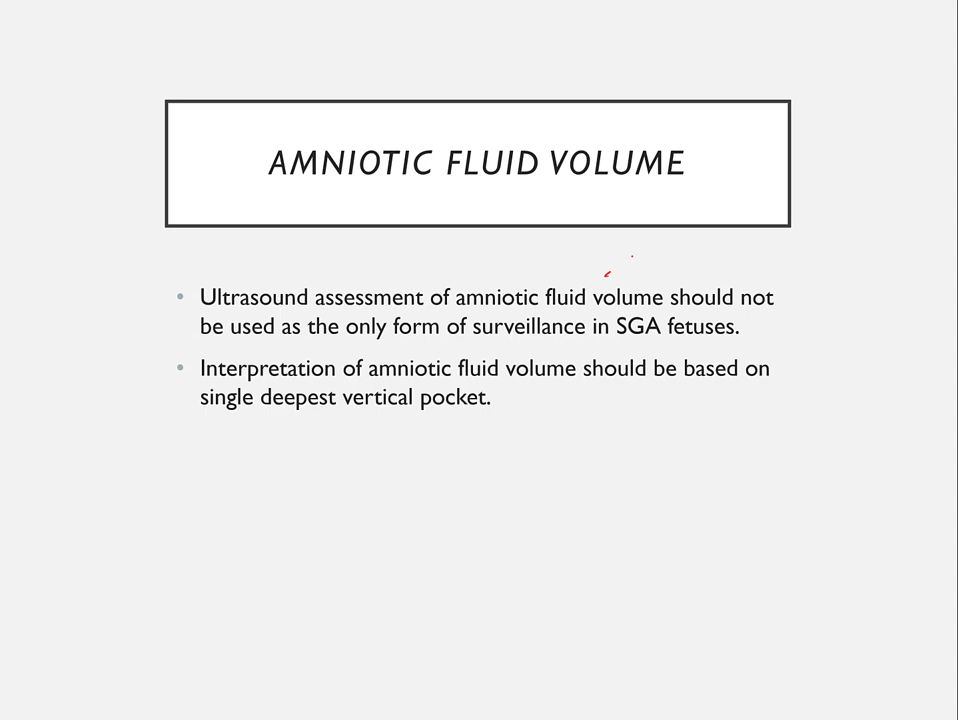 AMNIOTIC FLUID VOLUME
• Ultrasound assessment of amniotic fluid volume should not
be used as the only form of surveillance in SGA fetuses.
• Interpretation of amniotic fluid volume should be based on
single deepest vertical pocket.